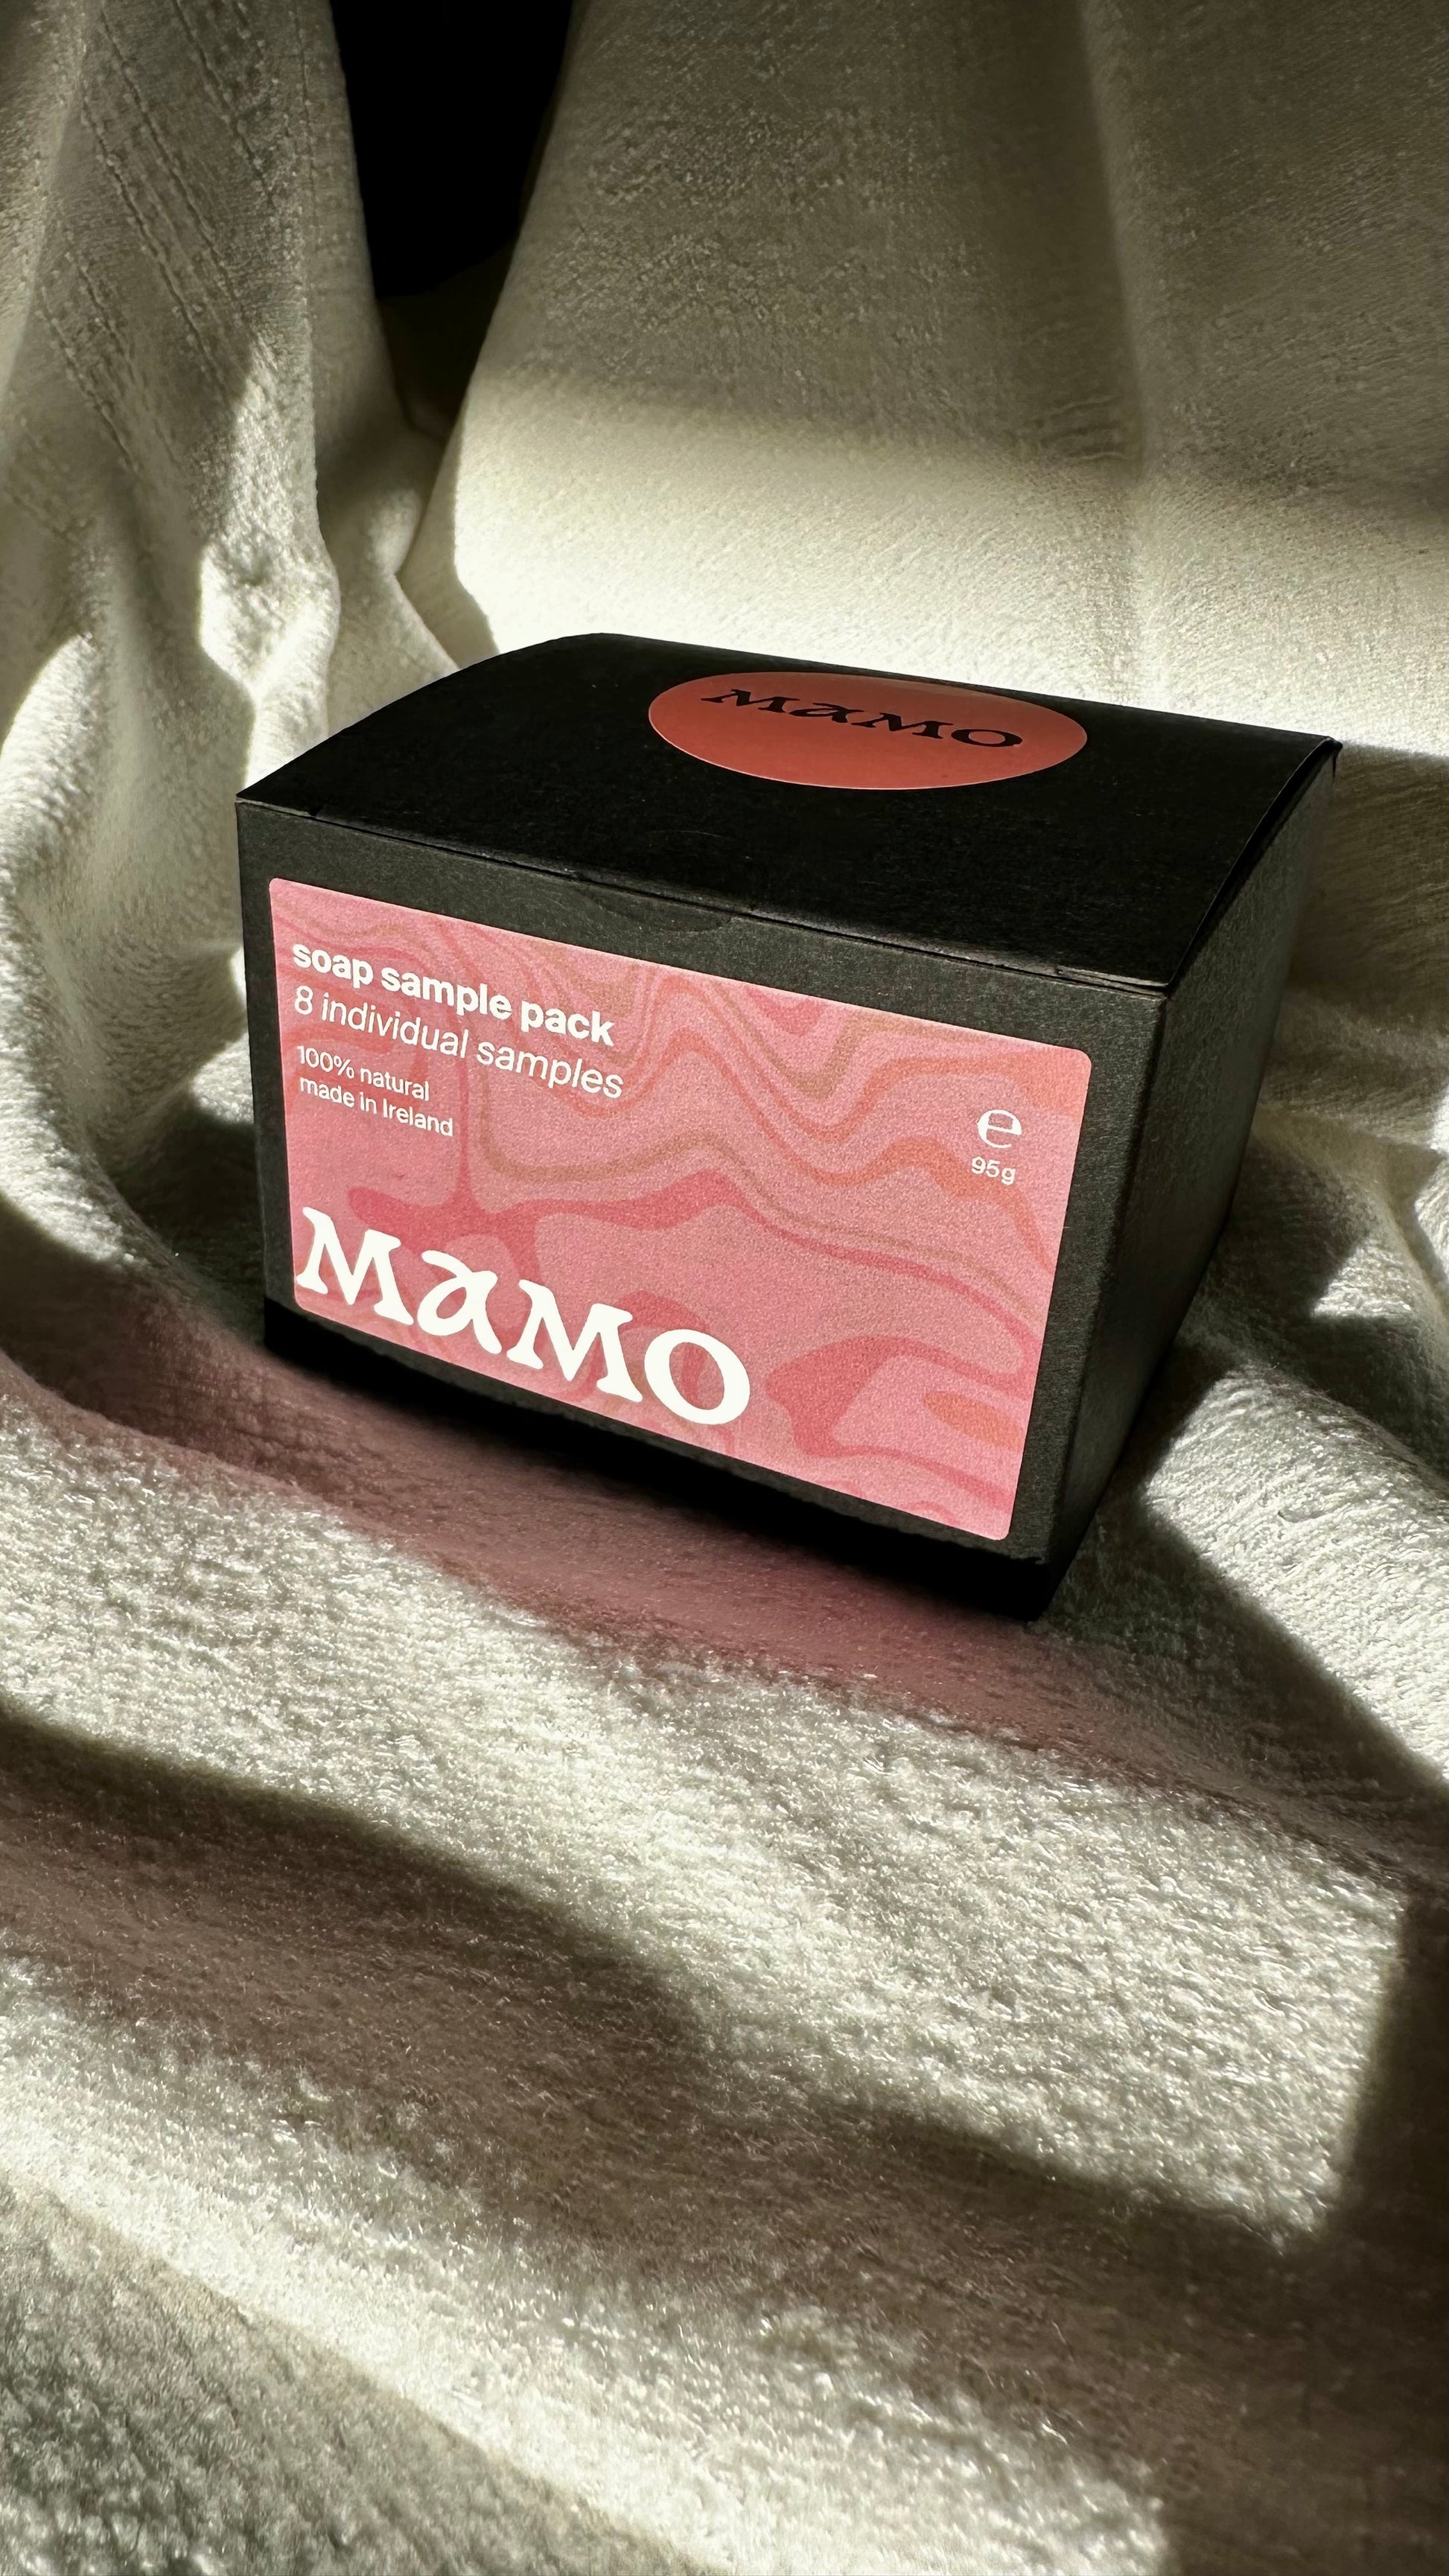 MaMO
soap sample pack
8 individual samples
100% natural
made in Ireland
℮
95g
MaMO